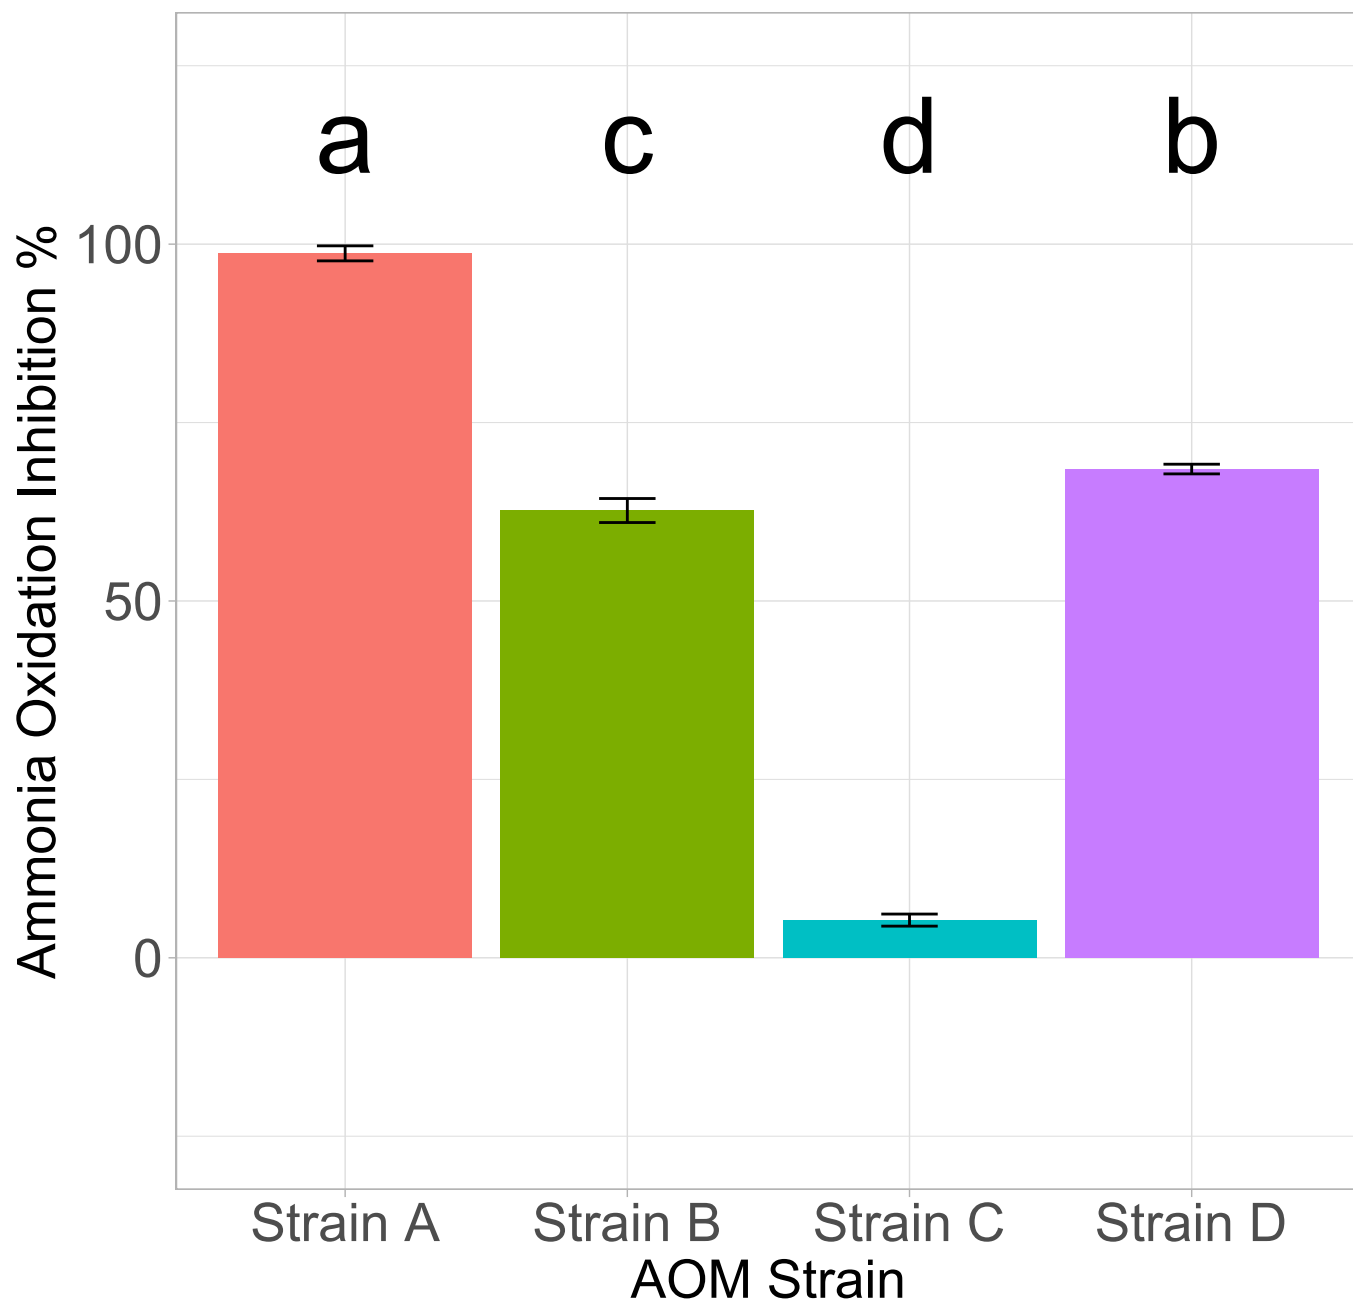 a c d b
Ammonia Oxidation Inhibition %
100
50
0
Strain A Strain B Strain C Strain D
AOM Strain